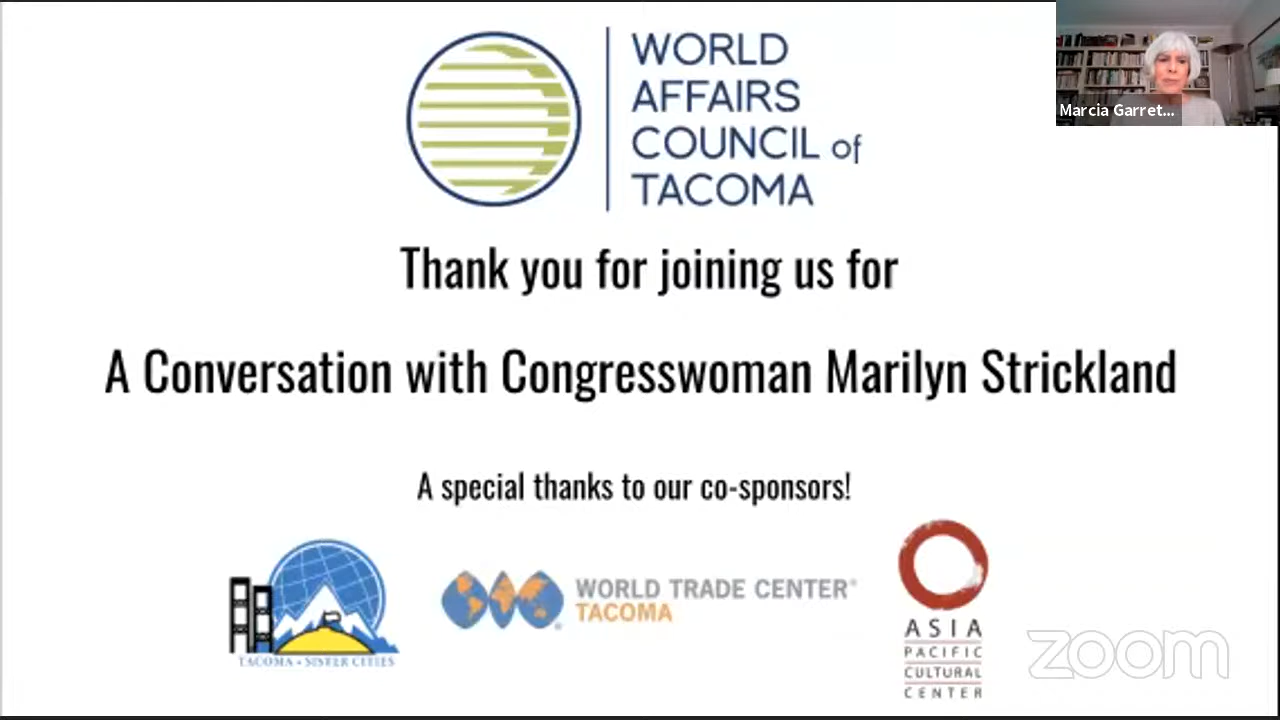 WORLD
AFFAIRS
COUNCIL of
TACOMA
Marcia Garret...
Thank you for joining us for
A Conversation with Congresswoman Marilyn Strickland
A special thanks to our co-sponsors!
TACOMA • SISTER CITIES
WORLD TRADE CENTER®
TACOMA
ASIA
PACIFIC
CULTURAL
CENTER
zoom